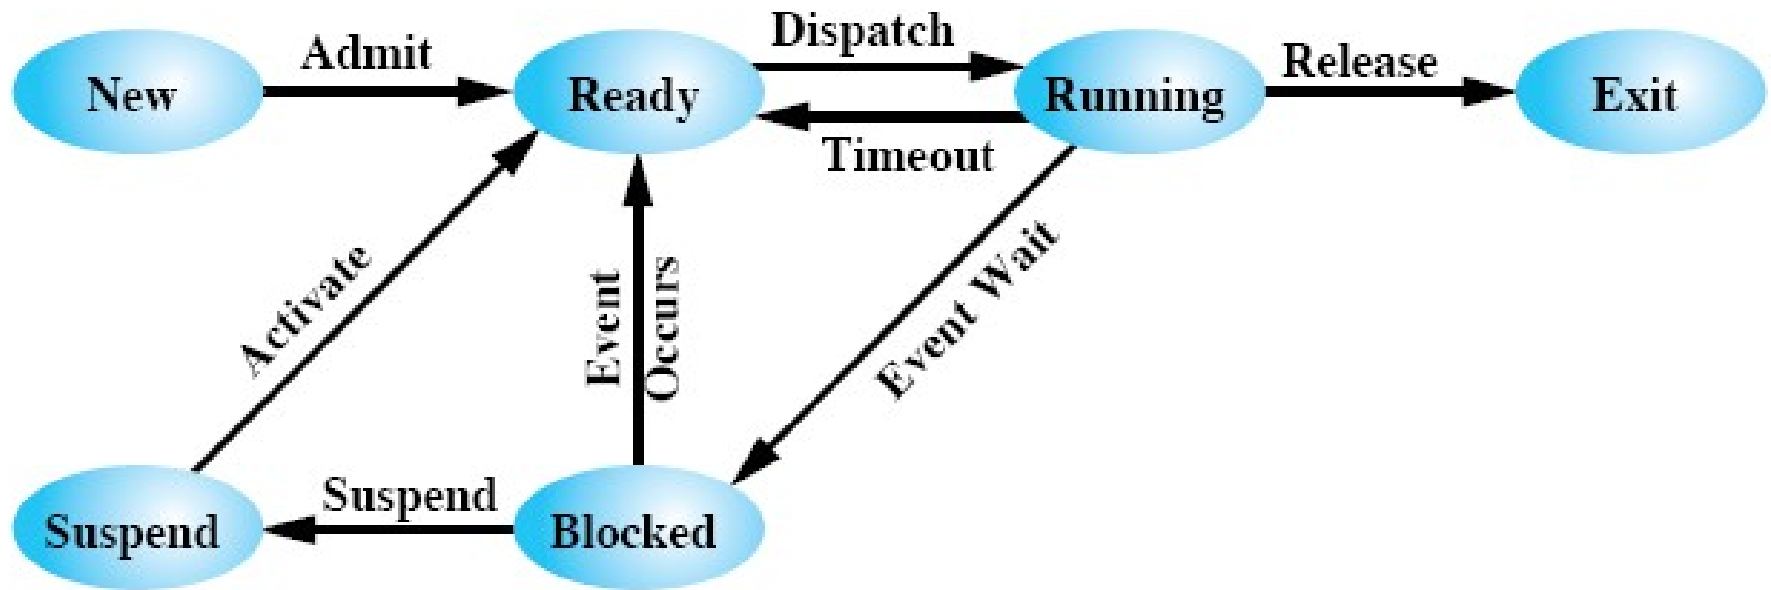 Admit
Dispatch
Release
New
Ready
Running
Exit
Timeout
Activate
Event
Occurs
Event Wait
Suspend
Suspend
Blocked